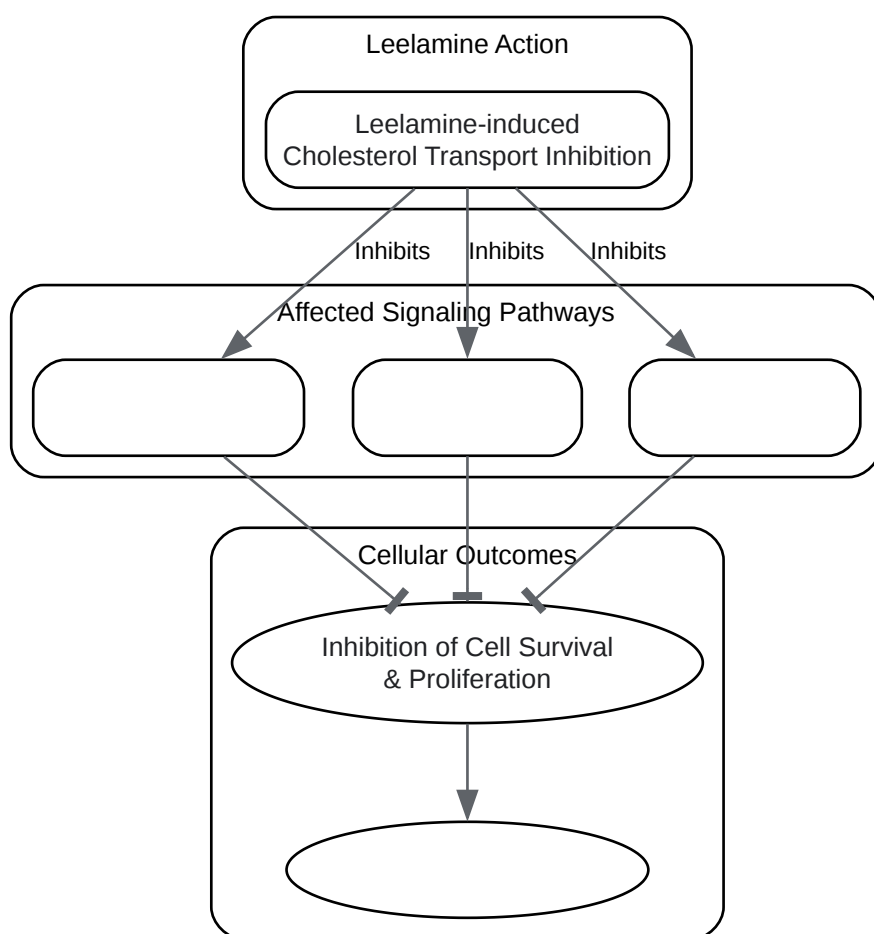 Leelamine Action
Leelamine-induced
Cholesterol Transport Inhibition
Inhibits Inhibits Inhibits
Affected Signaling Pathways
Cellular Outcomes
Inhibition of Cell Survival
& Proliferation